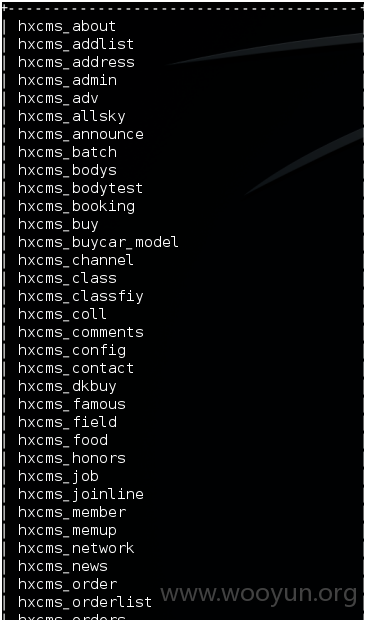 hxcms_about
hxcms_addlist
hxcms_address
hxcms_admin
hxcms_adv
hxcms_allsky
hxcms_announce
hxcms_batch
hxcms_bodys
hxcms_bodytest
hxcms_booking
hxcms_buy
hxcms_buycar_model
hxcms_channel
hxcms_class
hxcms_classfiy
hxcms_coll
hxcms_comments
hxcms_config
hxcms_contact
hxcms_dkbuy
hxcms_famous
hxcms_field
hxcms_food
hxcms_honors
hxcms_job
hxcms_joinline
hxcms_member
hxcms_memup
hxcms_network
hxcms_news
hxcms_order
hxcms_orderlist
hxcms_orders
www.wooyun.org